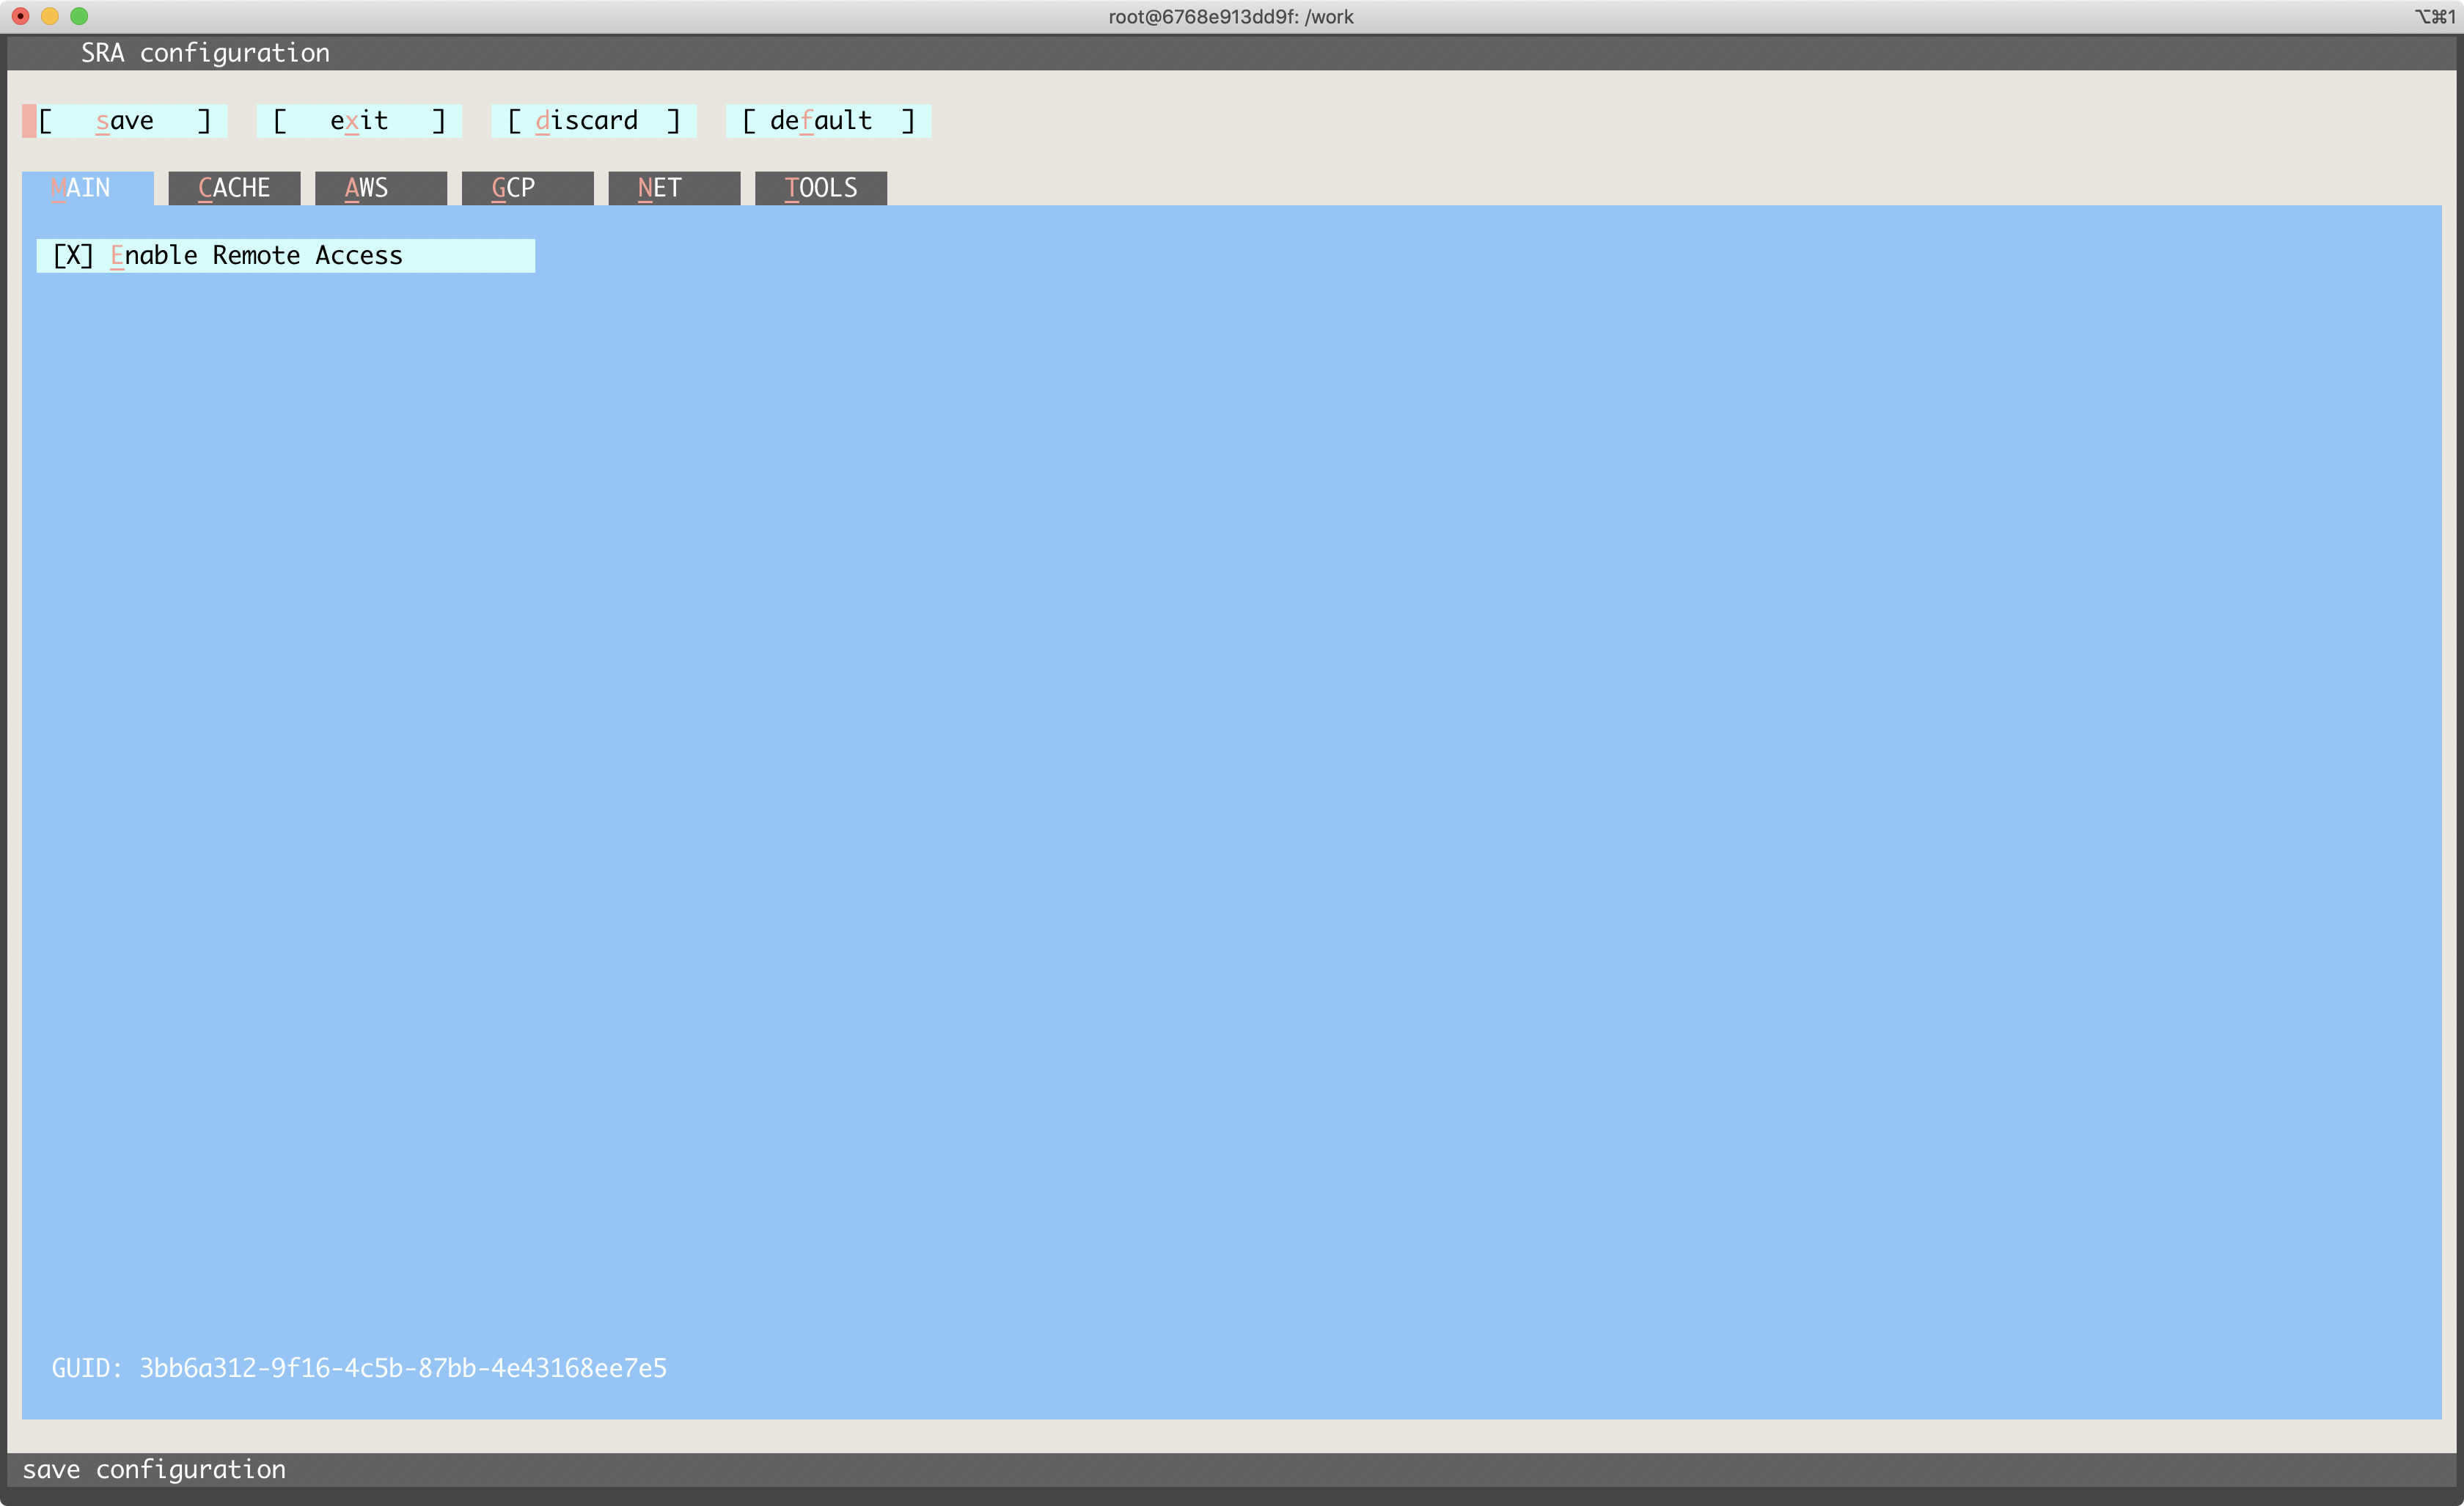 root@6768e913dd9f: /work ⌥⌘1
SRA configuration
[ save ] [ exit ] [ discard ] [ default ]
MAIN CACHE AWS GCP NET TOOLS
[X] Enable Remote Access
GUID: 3bb6a312-9f16-4c5b-87bb-4e43168ee7e5
save configuration